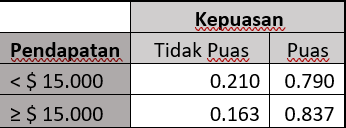 Kepuasan
Pendapatan Tidak Puas Puas
< $ 15.000 0.210 0.790
≥ $ 15.000 0.163 0.837